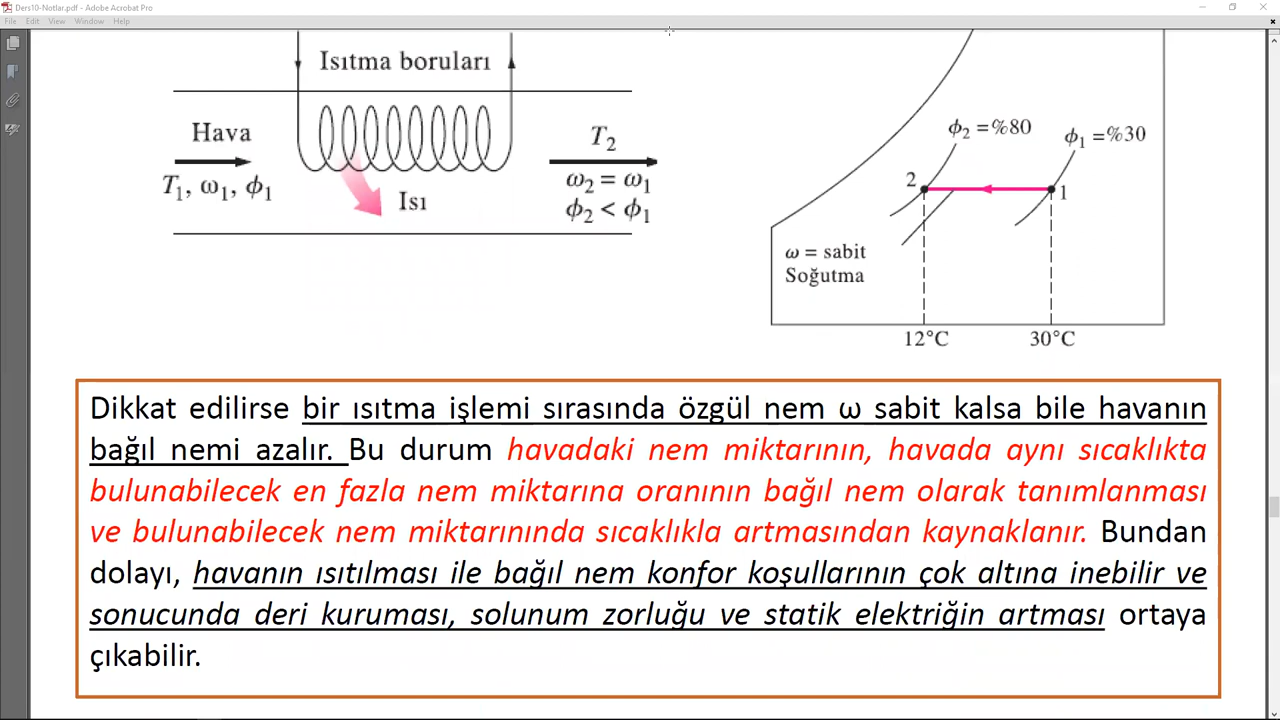 Ders10-Notlar.pdf - Adobe Acrobat Pro
File Edit View Window Help
Isıtma boruları
Hava
T₁, ω₁, ϕ₁
Isı
T₂
ω₂ = ω₁
ϕ₂ < ϕ₁
ϕ₂ = %80
ϕ₁ = %30
2
1
ω = sabit
Soğutma
12°C
30°C
Dikkat edilirse bir ısıtma işlemi sırasında özgül nem ω sabit kalsa bile havanın
bağıl nemi azalır. Bu durum havadaki nem miktarının, havada aynı sıcaklıkta
bulunabilecek en fazla nem miktarına oranının bağıl nem olarak tanımlanması
ve bulunabilecek nem miktarınında sıcaklıkla artmasından kaynaklanır. Bundan
dolayı, havanın ısıtılması ile bağıl nem konfor koşullarının çok altına inebilir ve
sonucunda deri kuruması, solunum zorluğu ve statik elektriğin artması ortaya
çıkabilir.